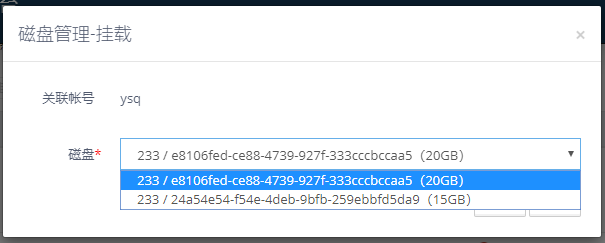 磁盘管理-挂载
×
关联帐号 ysq
磁盘* 233 / e8106fed-ce88-4739-927f-333cccbccaa5（20GB）
233 / e8106fed-ce88-4739-927f-333cccbccaa5（20GB）
233 / 24a54e54-f54e-4deb-9bfb-259ebbfd5da9（15GB）